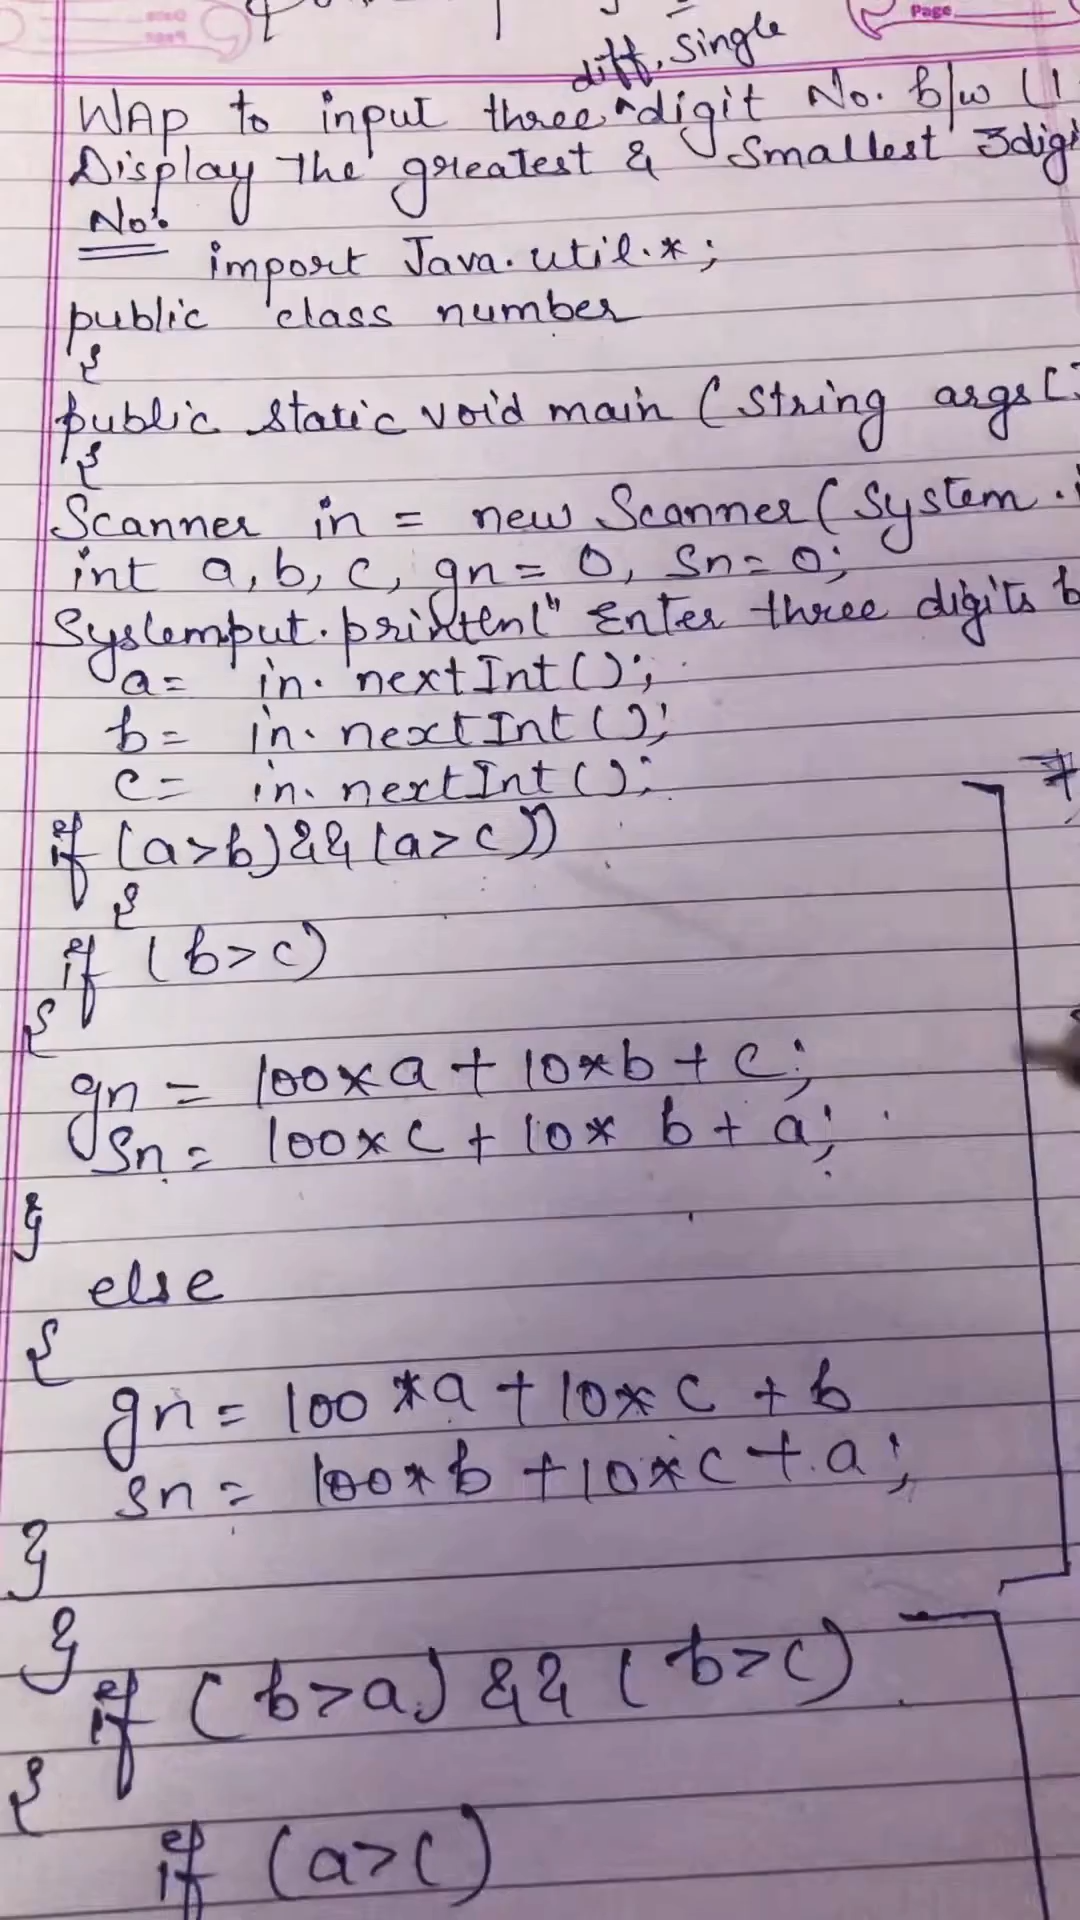 Page
diff, single
WAP to input three ^ digit No. b/w (1
Display The greatest & Smallest 3digi
No.
import Java.util.*;
public class number
{
public static void main (String args[]
{
Scanner in = new Scanner(System.i
int a, b, c, gn = 0, Sn = 0;
"Enter three digits b
a = in.nextInt();
b = in.nextInt();
c = in.nextInt();
if (a>b)&&(a>c))
{
if (b>c)
{
gn = 100*a + 10*b + c;
Sn = 100*c + 10* b + a;
}
else
{
gn = 100*a + 10*c + b
sn = 100*b + 10*c + a;
}
}
if (b>a) && (b>c)
{
if (a>c)